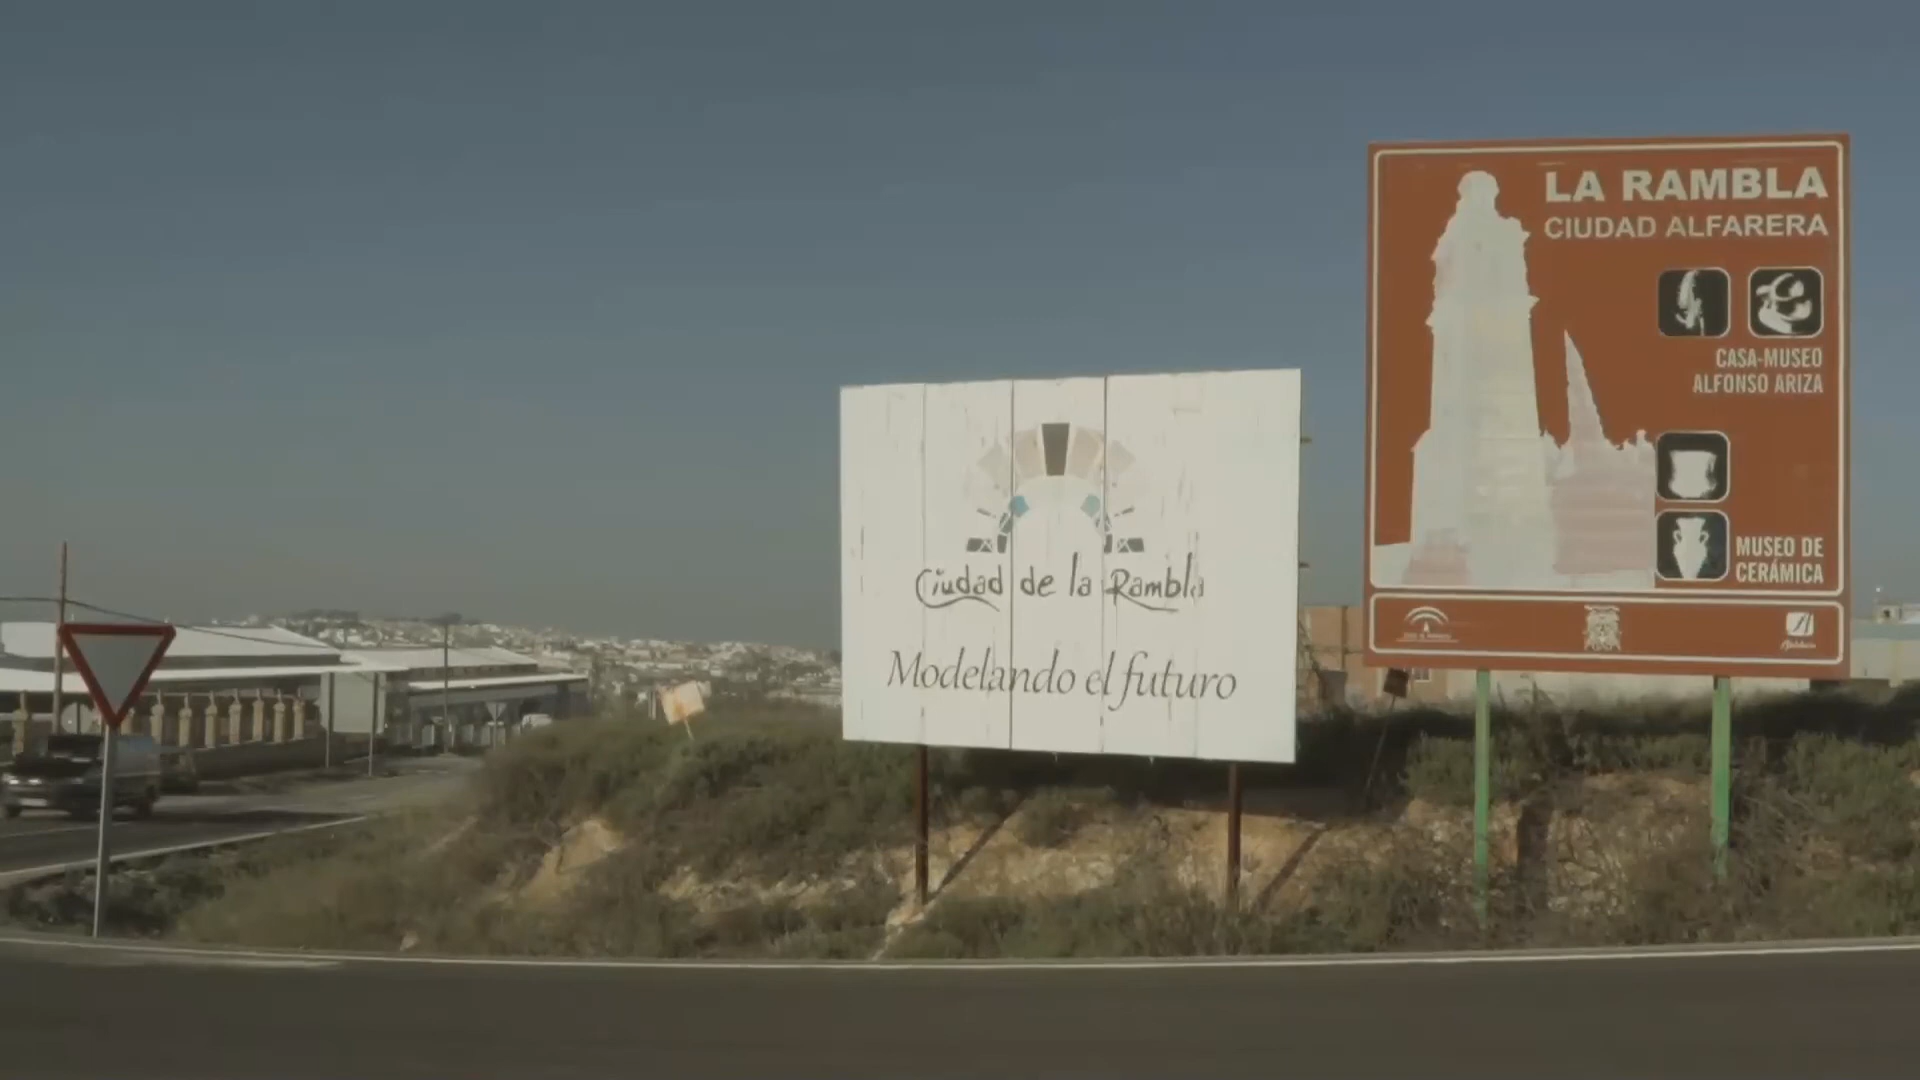 LA RAMBLA
CIUDAD ALFARERA
CASA-MUSEO
ALFONSO ARIZA
MUSEO DE
CERÁMICA
Ciudad de la Rambla
Modelando el futuro